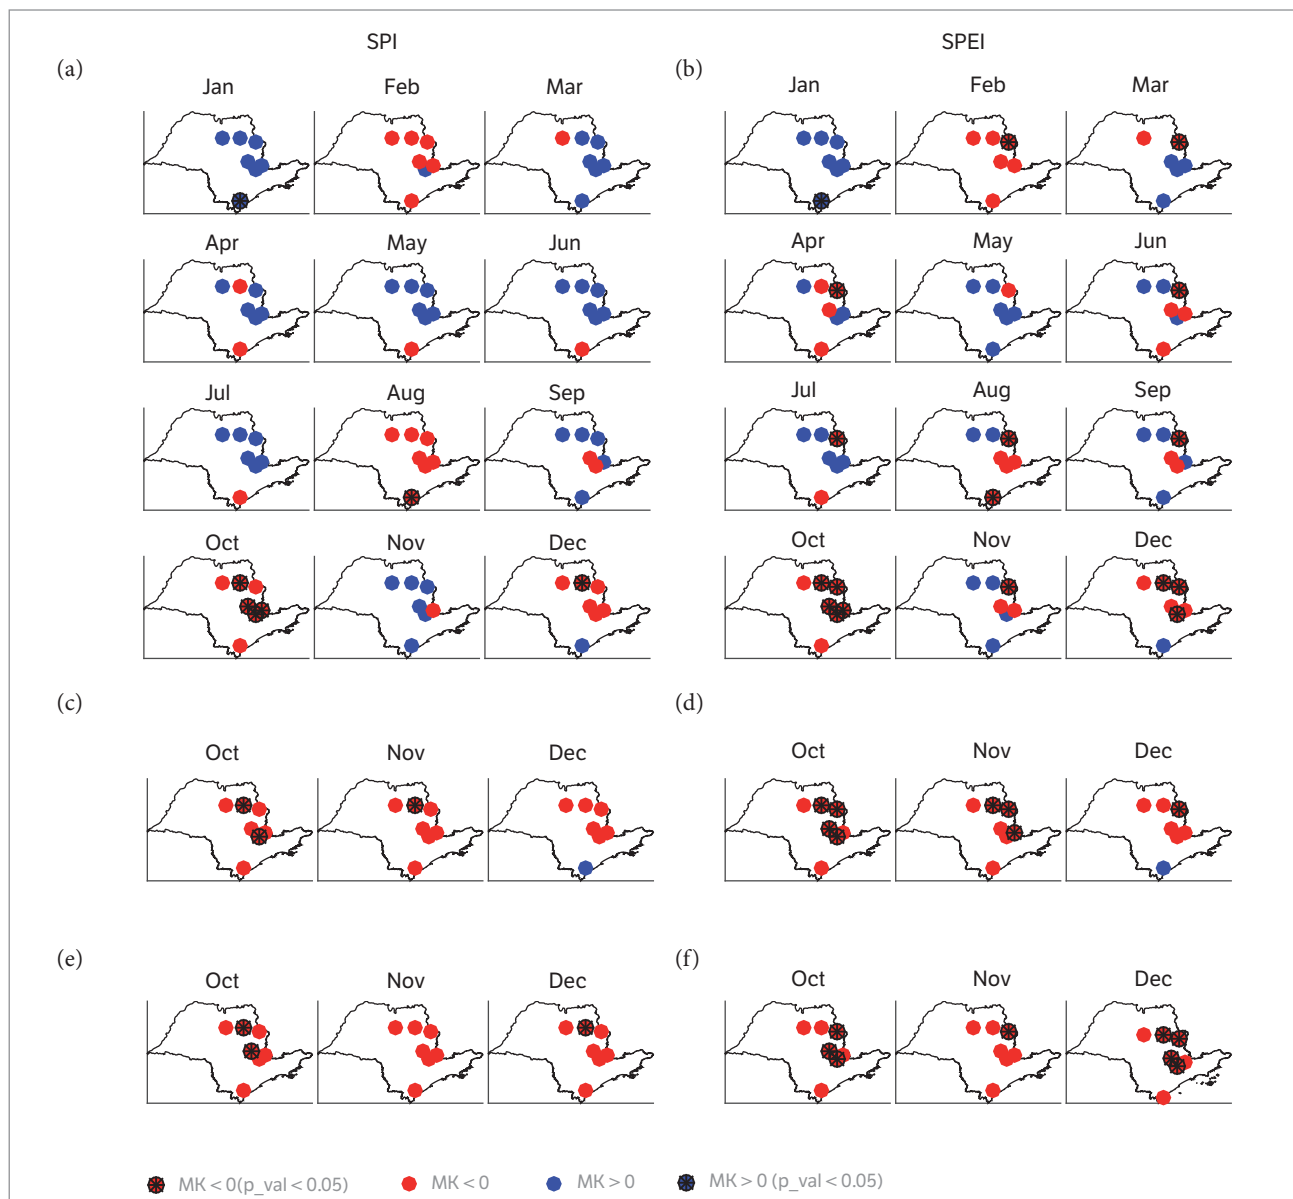 SPI SPEI
(a) (b)
Jan Feb Mar Jan Feb Mar
Apr May Jun Apr May Jun
Jul Aug Sep Jul Aug Sep
Oct Nov Dec Oct Nov Dec
(c) (d)
Oct Nov Dec Oct Nov Dec
(e) (f)
Oct Nov Dec Oct Nov Dec
MK < 0(p_val < 0.05) MK < 0 MK > 0 MK > 0 (p_val < 0.05)